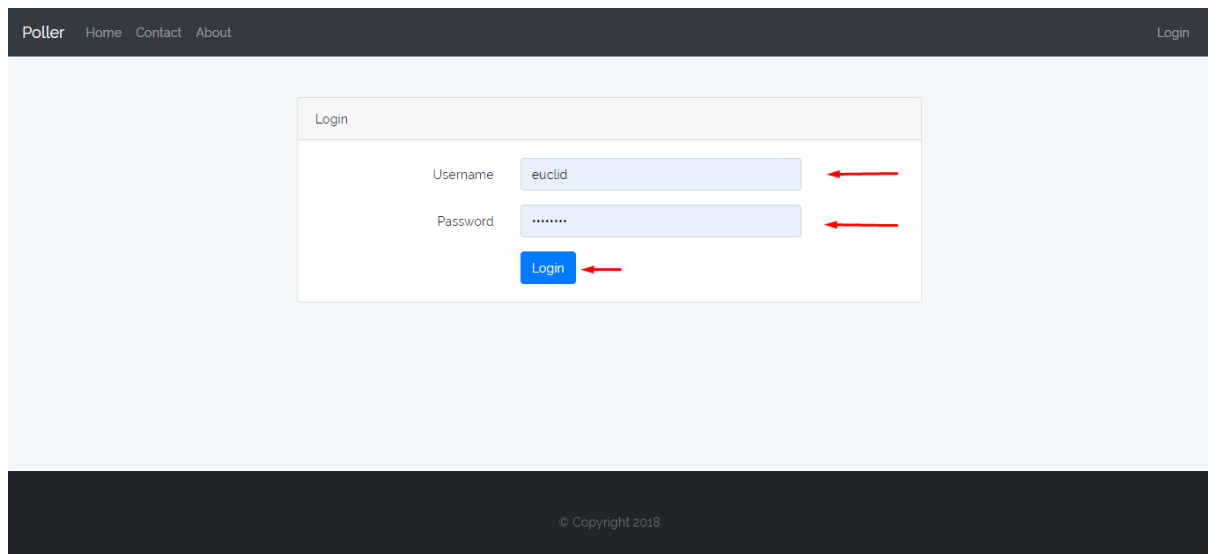 Poller Home Contact About Login
Login
Username euclid
Password ••••••••
Login
© Copyright 2018